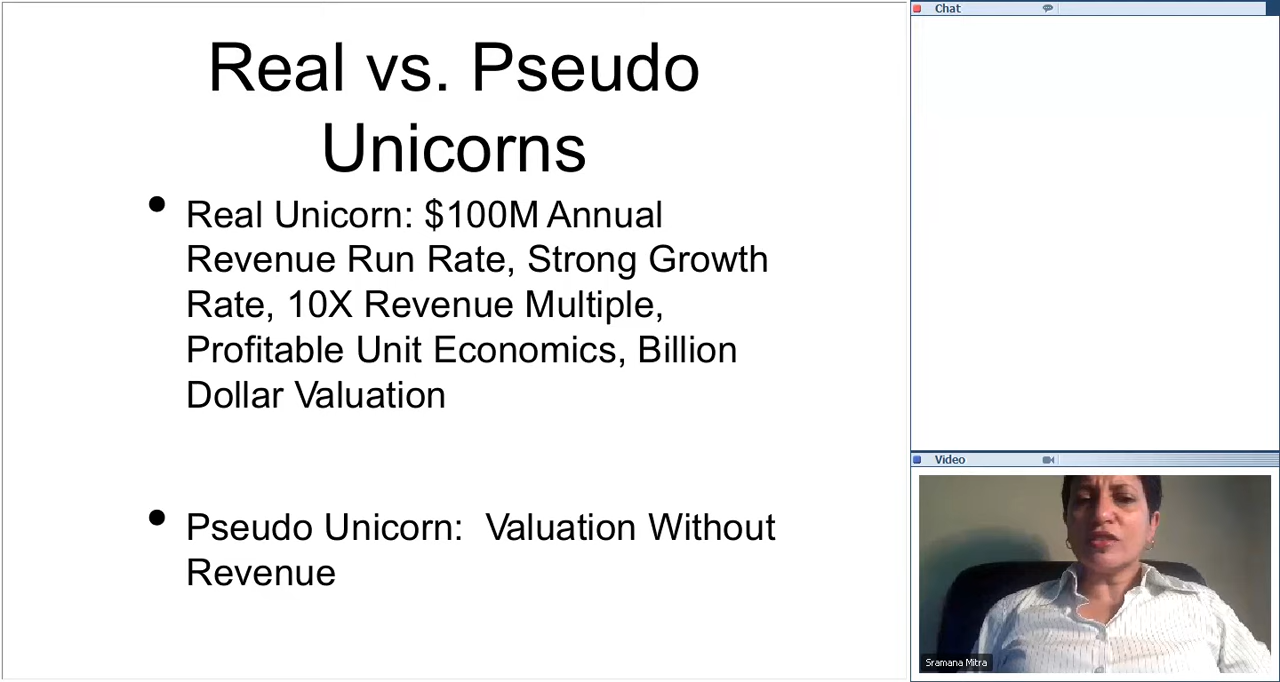 Real vs. Pseudo
Unicorns
• Real Unicorn: $100M Annual
Revenue Run Rate, Strong Growth
Rate, 10X Revenue Multiple,
Profitable Unit Economics, Billion
Dollar Valuation
• Pseudo Unicorn:  Valuation Without
Revenue
Chat
Video
Sramana Mitra